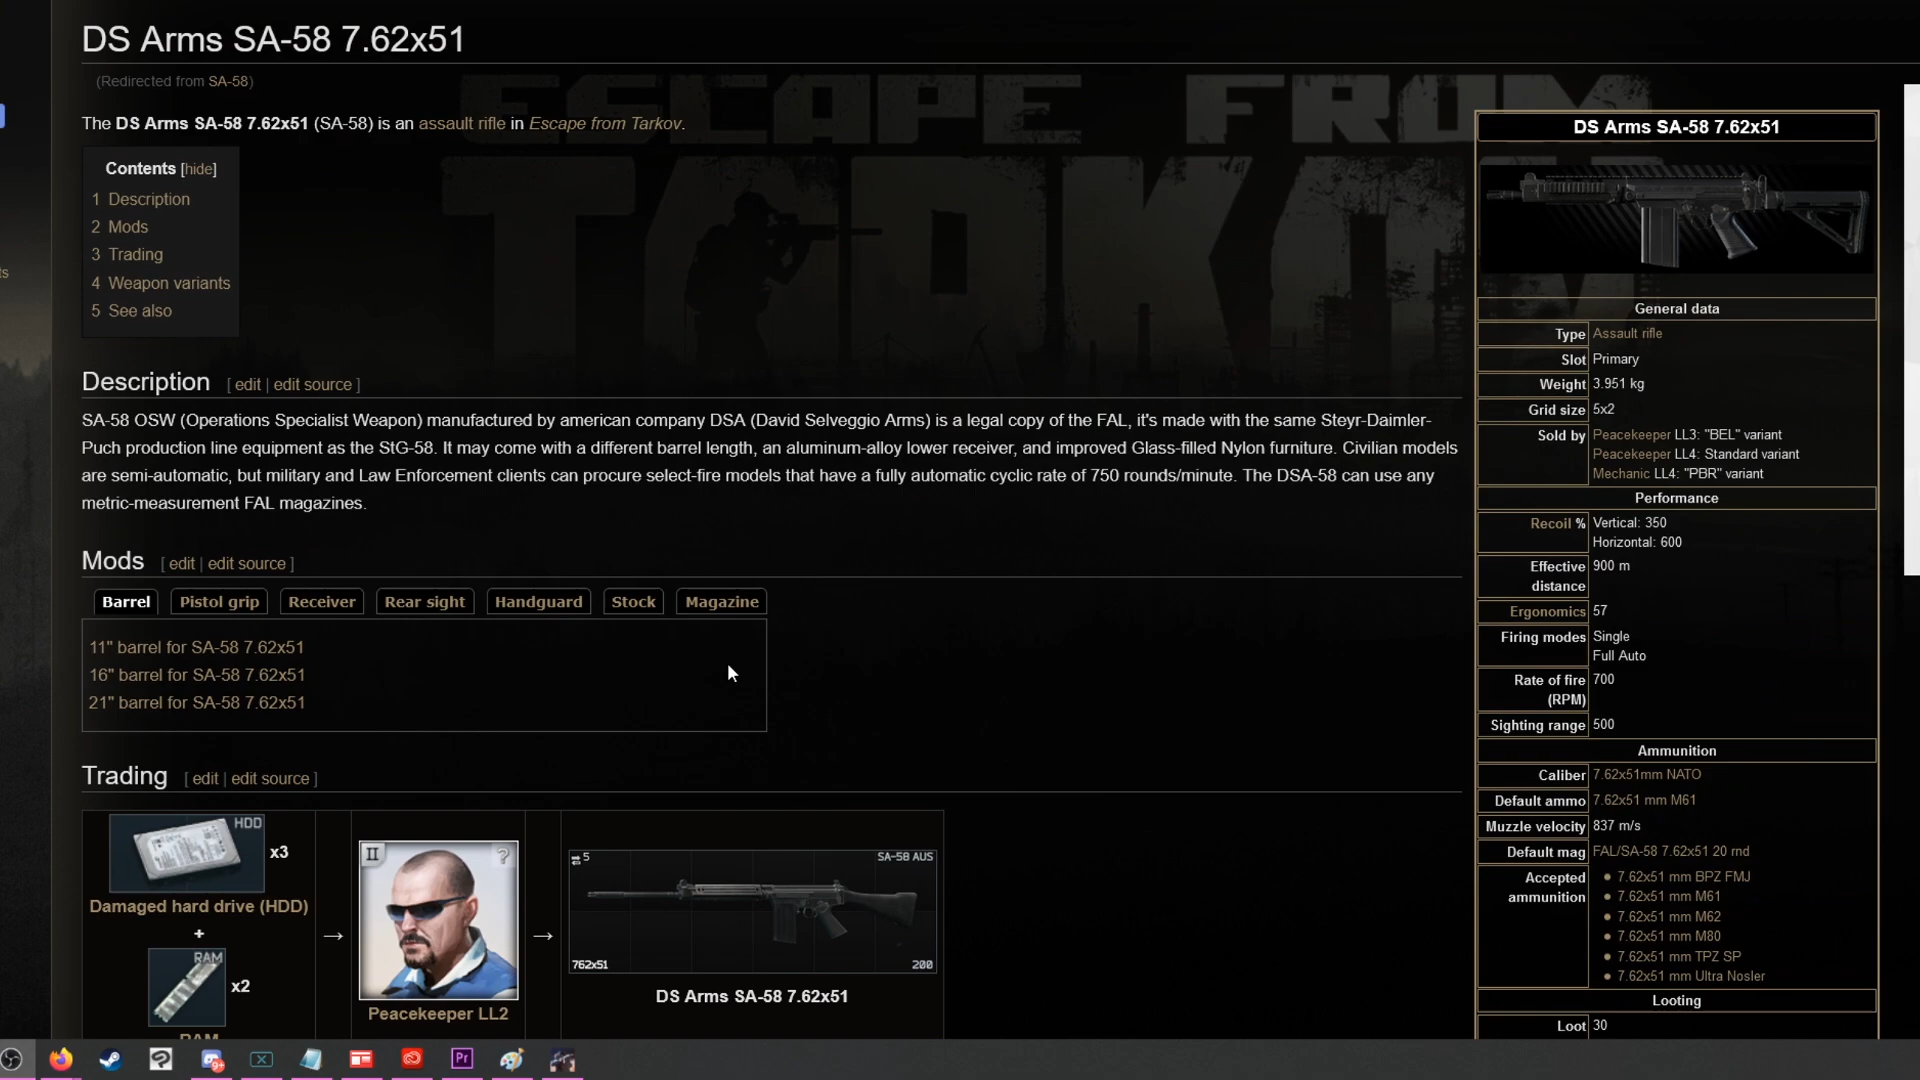 DS Arms SA-58 7.62x51
(Redirected from SA-58)
ESCAPE FROM
TARKOV
The DS Arms SA-58 7.62x51 (SA-58) is an assault rifle in Escape from Tarkov.
Contents [hide]
1 Description
2 Mods
3 Trading
4 Weapon variants
5 See also
ts
Description [ edit | edit source ]
SA-58 OSW (Operations Specialist Weapon) manufactured by american company DSA (David Selveggio Arms) is a legal copy of the FAL, it's made with the same Steyr-Daimler-
Puch production line equipment as the StG-58. It may come with a different barrel length, an aluminum-alloy lower receiver, and improved Glass-filled Nylon furniture. Civilian models
are semi-automatic, but military and Law Enforcement clients can procure select-fire models that have a fully automatic cyclic rate of 750 rounds/minute. The DSA-58 can use any
metric-measurement FAL magazines.
Mods [ edit | edit source ]
Barrel Pistol grip Receiver Rear sight Handguard Stock Magazine
11" barrel for SA-58 7.62x51
16" barrel for SA-58 7.62x51
21" barrel for SA-58 7.62x51
Trading [ edit | edit source ]
HDD
x3
Damaged hard drive (HDD)
+
RAM
x2
RAM
→
II ?
Peacekeeper LL2
→
5 SA-58 AUS
762x51 200
DS Arms SA-58 7.62x51
DS Arms SA-58 7.62x51
General data
Type Assault rifle
Slot Primary
Weight 3.951 kg
Grid size 5x2
Sold by Peacekeeper LL3: "BEL" variant
Peacekeeper LL4: Standard variant
Mechanic LL4: "PBR" variant
Performance
Recoil % Vertical: 350
Horizontal: 600
Effective 900 m
distance
Ergonomics 57
Firing modes Single
Full Auto
Rate of fire 700
(RPM)
Sighting range 500
Ammunition
Caliber 7.62x51mm NATO
Default ammo 7.62x51 mm M61
Muzzle velocity 837 m/s
Default mag FAL/SA-58 7.62x51 20 rnd
Accepted • 7.62x51 mm BPZ FMJ
ammunition • 7.62x51 mm M61
• 7.62x51 mm M62
• 7.62x51 mm M80
• 7.62x51 mm TPZ SP
• 7.62x51 mm Ultra Nosler
Looting
Loot 30
9+
Pr